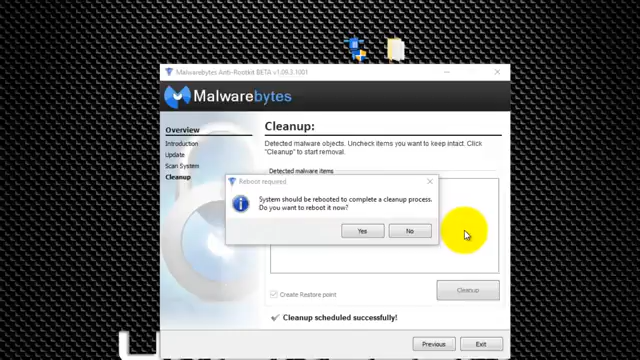 Malwarebytes Anti-Rootkit BETA v1.09.3.1001
Malwarebytes
Overview
Introduction
Update
Scan System
Cleanup
Cleanup:
Detected malware objects. Uncheck items you want to keep intact. Click
"Cleanup" to start removal.
Detected malware items
Reboot required
System should be rebooted to complete a cleanup process.
Do you want to reboot it now?
Yes
No
Create Restore point
Cleanup
Cleanup scheduled successfully!
Previous
Exit